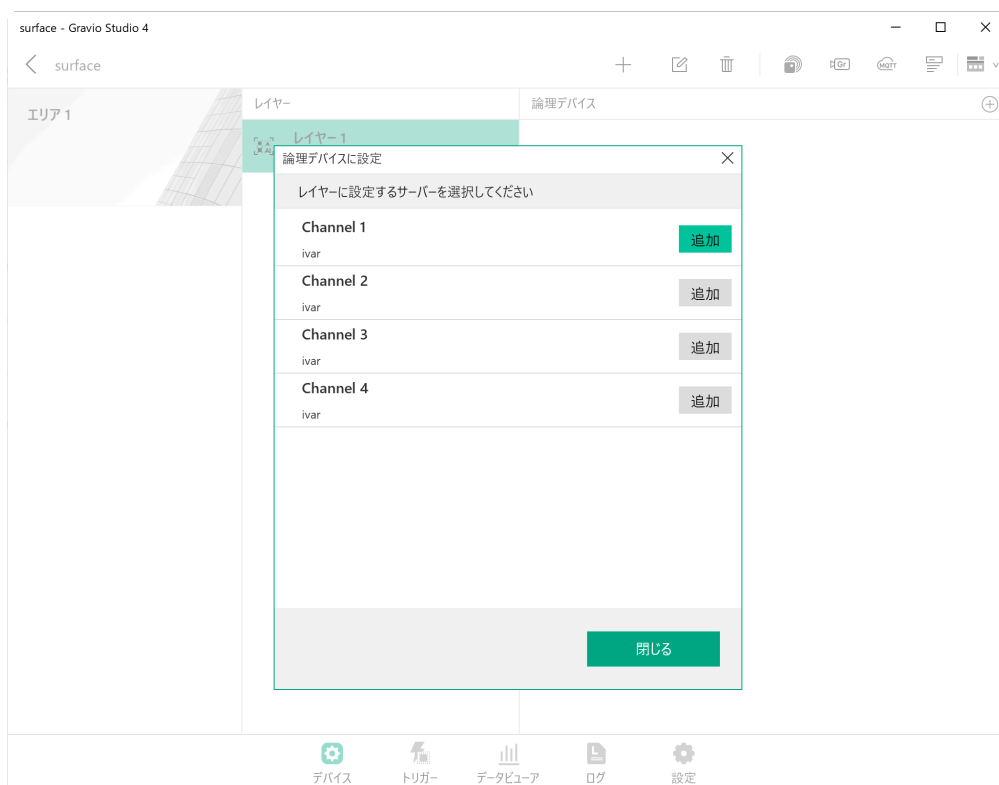 surface - Gravio Studio 4
surface
Gr
MQTT
エリア 1
レイヤー
論理デバイス
レイヤー 1
AI
論理デバイスに設定
レイヤーに設定するサーバーを選択してください
Channel 1
追加
ivar
Channel 2
追加
ivar
Channel 3
追加
ivar
Channel 4
追加
ivar
閉じる
デバイス
トリガー
データビューア
ログ
設定